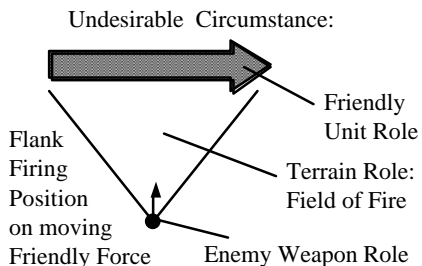 Undesirable Circumstance:
Friendly
Unit Role
Flank
Firing
Position
on moving
Friendly Force
Terrain Role:
Field of Fire
Enemy Weapon Role